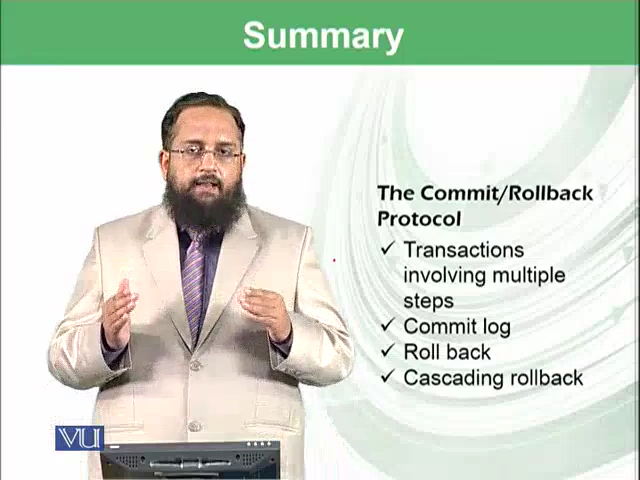 Summary
The Commit/Rollback
Protocol
✓ Transactions
involving multiple
steps
✓ Commit log
✓ Roll back
✓ Cascading rollback
VU